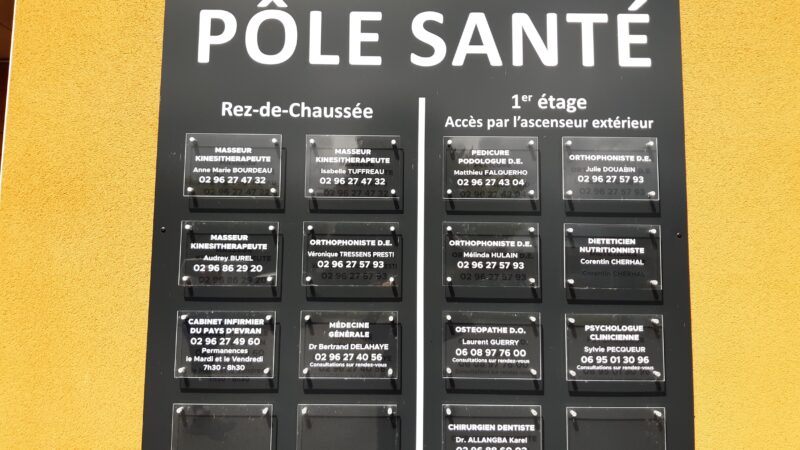 PÔLE SANTÉ
Rez-de-Chaussée
MASSEUR
KINESITHERAPEUTE
Anne Marie BOURDEAU
02 96 27 47 32
MASSEUR
KINESITHERAPEUTE
Isabelle TUFFREAU
02 96 27 47 32
MASSEUR
KINESITHERAPEUTE
Audrey BUREL
02 96 86 29 20
ORTHOPHONISTE D.E.
Véronique TRESSENS PRESTI
02 96 27 57 93
CABINET INFIRMIER
DU PAYS D'EVRAN
02 96 27 49 60
Permanences
le Mardi et le Vendredi
7h30 - 8h30
MÉDECINE
GÉNÉRALE
Dr Bertrand DELAHAYE
02 96 27 40 56
Consultations sur rendez-vous
1er étage
Accès par l'ascenseur extérieur
PEDICURE
PODOLOGUE D.E.
Matthieu FALQUERHO
02 96 27 43 04
ORTHOPHONISTE D.E.
Julie DOUABIN
02 96 27 57 93
ORTHOPHONISTE D.E.
Mélinda HULAIN
02 96 27 57 93
DIETETICIEN
NUTRITIONNISTE
Corentin CHERHAL
OSTEOPATHE D.O.
Laurent GUERRY
06 08 97 76 00
Consultations sur rendez-vous
PSYCHOLOGUE
CLINICIENNE
Sylvie PECQUEUR
06 95 01 30 96
Consultations sur rendez-vous
CHIRURGIEN DENTISTE
Dr. ALLANGBA Karel